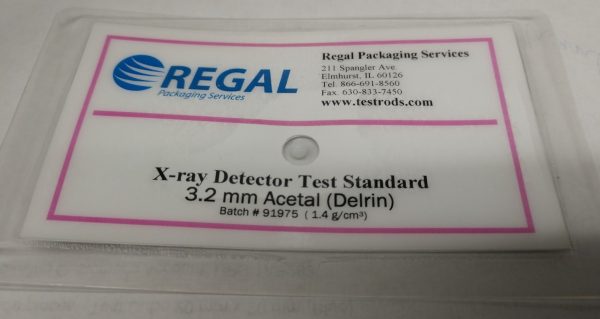 REGAL
Packaging Services
Regal Packaging Services
211 Spangler Ave.
Elmhurst, IL 60126
Tel. 866-691-8560
Fax. 630-833-7450
www.testrods.com
X-ray Detector Test Standard
3.2 mm Acetal (Delrin)
Batch # 91975 ( 1.4 g/cm³)